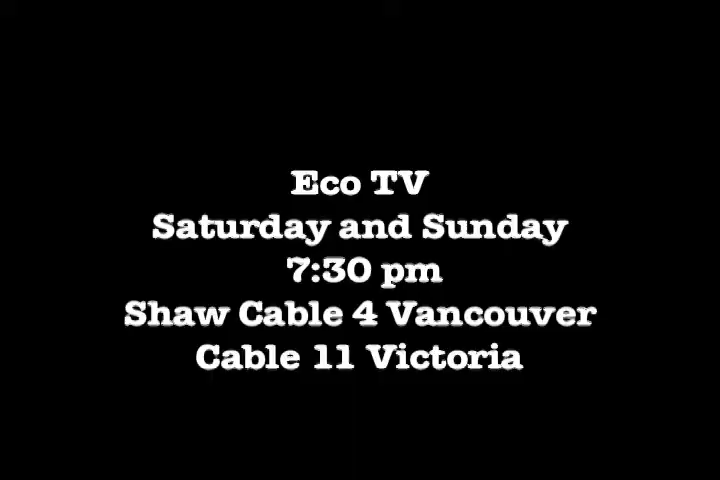 Eco TV
Saturday and Sunday
7:30 pm
Shaw Cable 4 Vancouver
Cable 11 Victoria